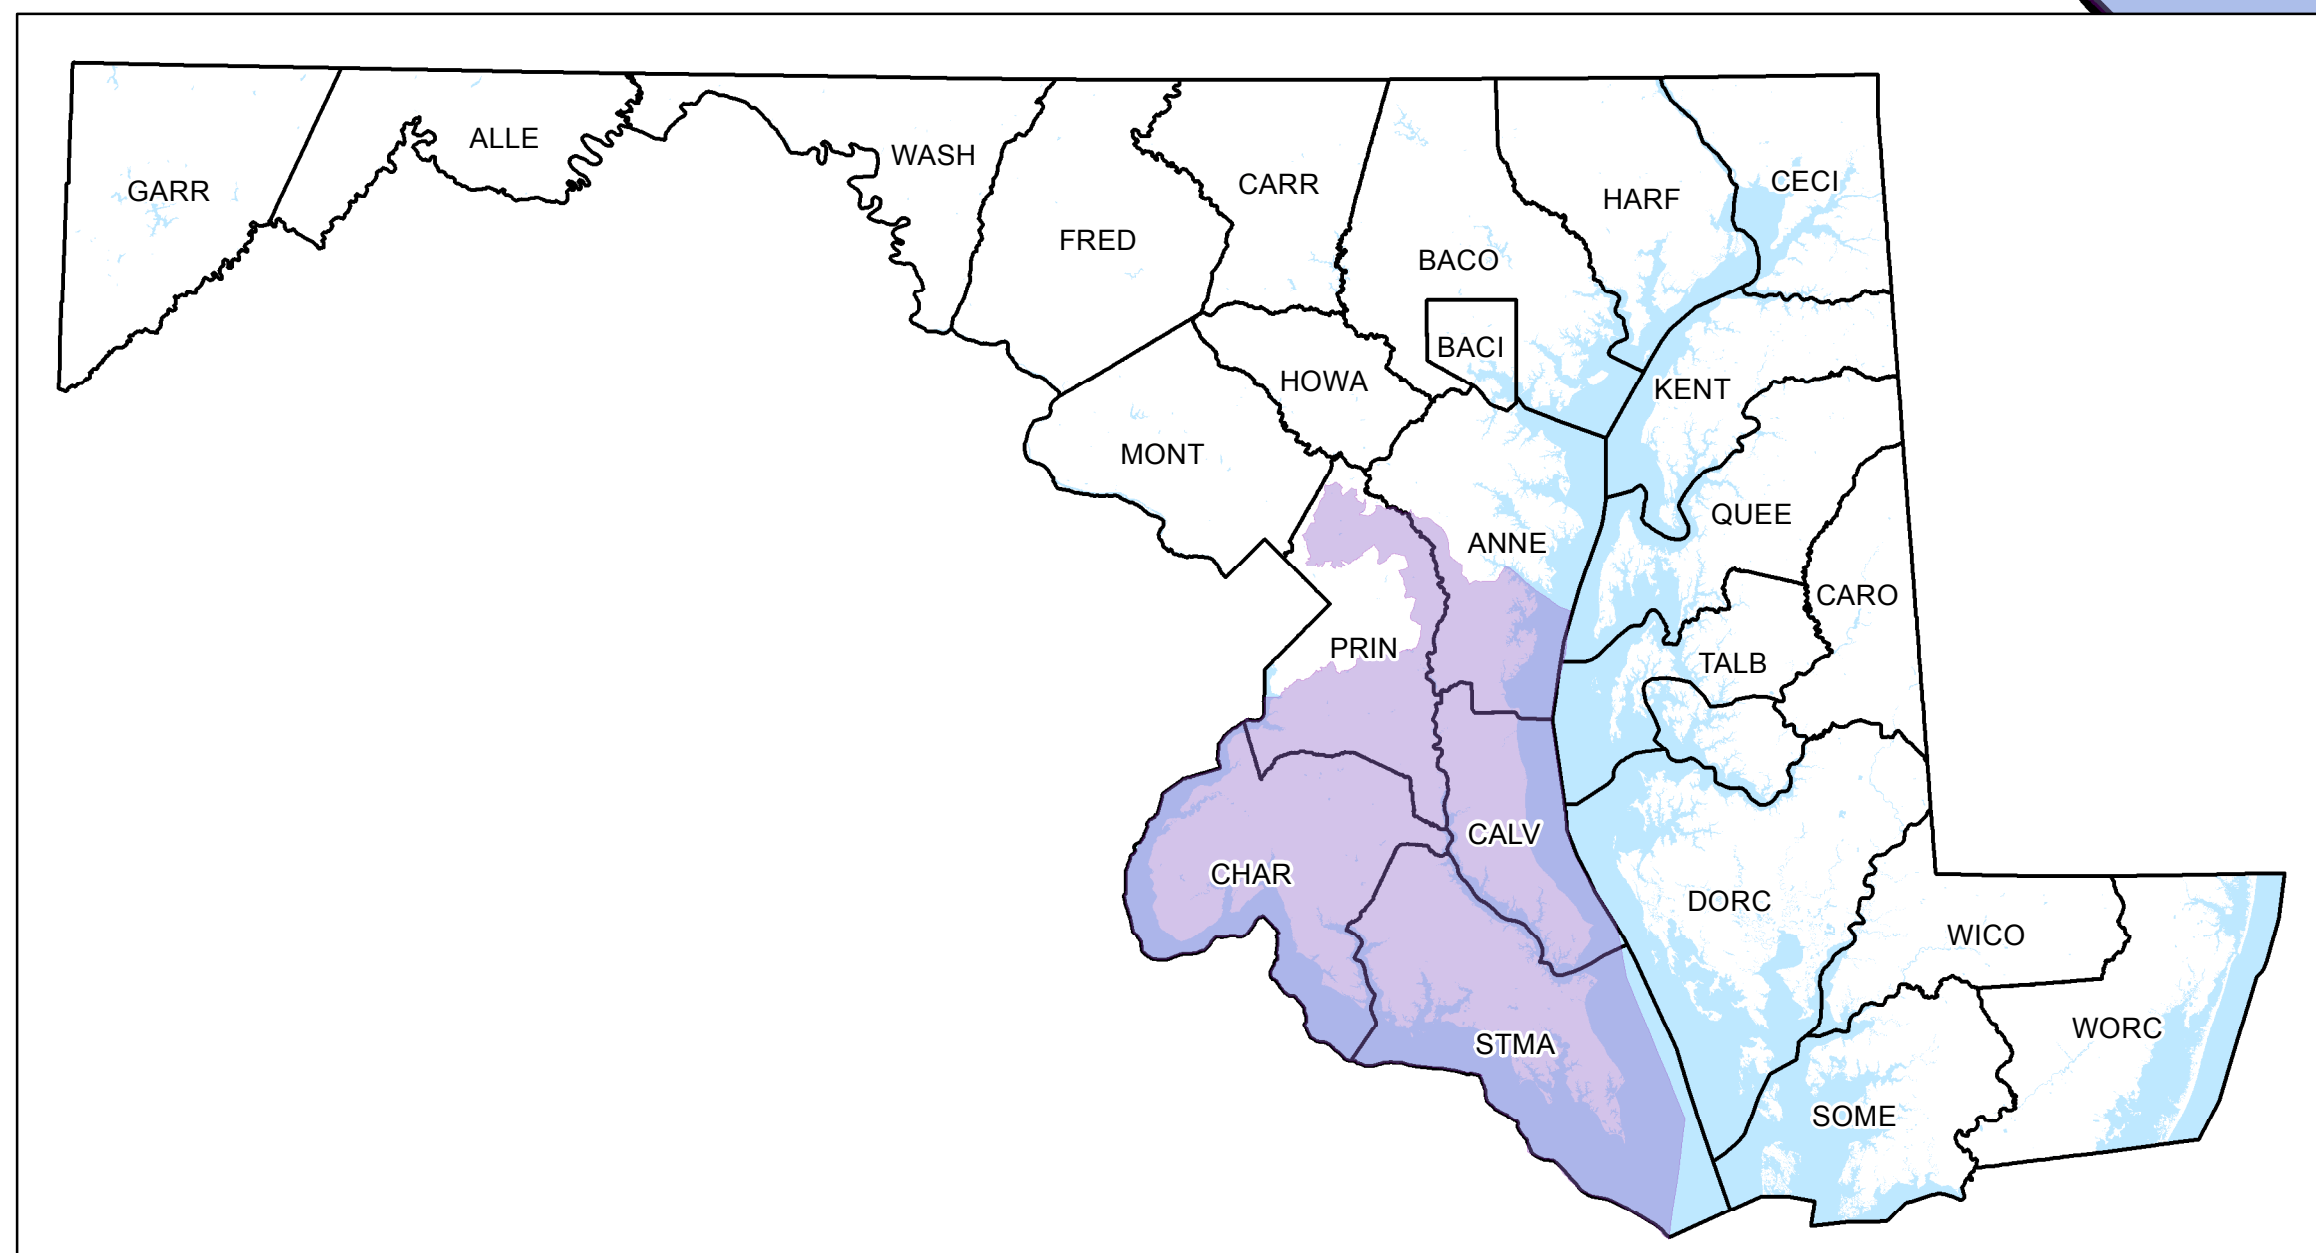 GARR
ALLE
WASH
FRED
CARR
BACO
HARF
CECI
BACI
HOWA
KENT
MONT
QUEE
ANNE
CARO
PRIN
TALB
CALV
CHAR
DORC
WICO
STMA
WORC
SOME